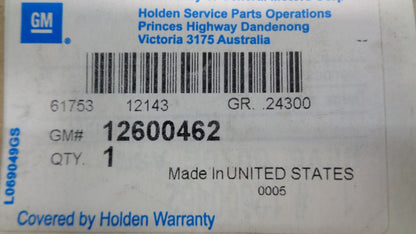 GM
Holden Service Parts Operations
Princes Highway Dandenong
Victoria 3175 Australia
61753 12143 GR. .24300
GM# 12600462
QTY. 1
Made in UNITED STATES
0005
L069049GS
Covered by Holden Warranty